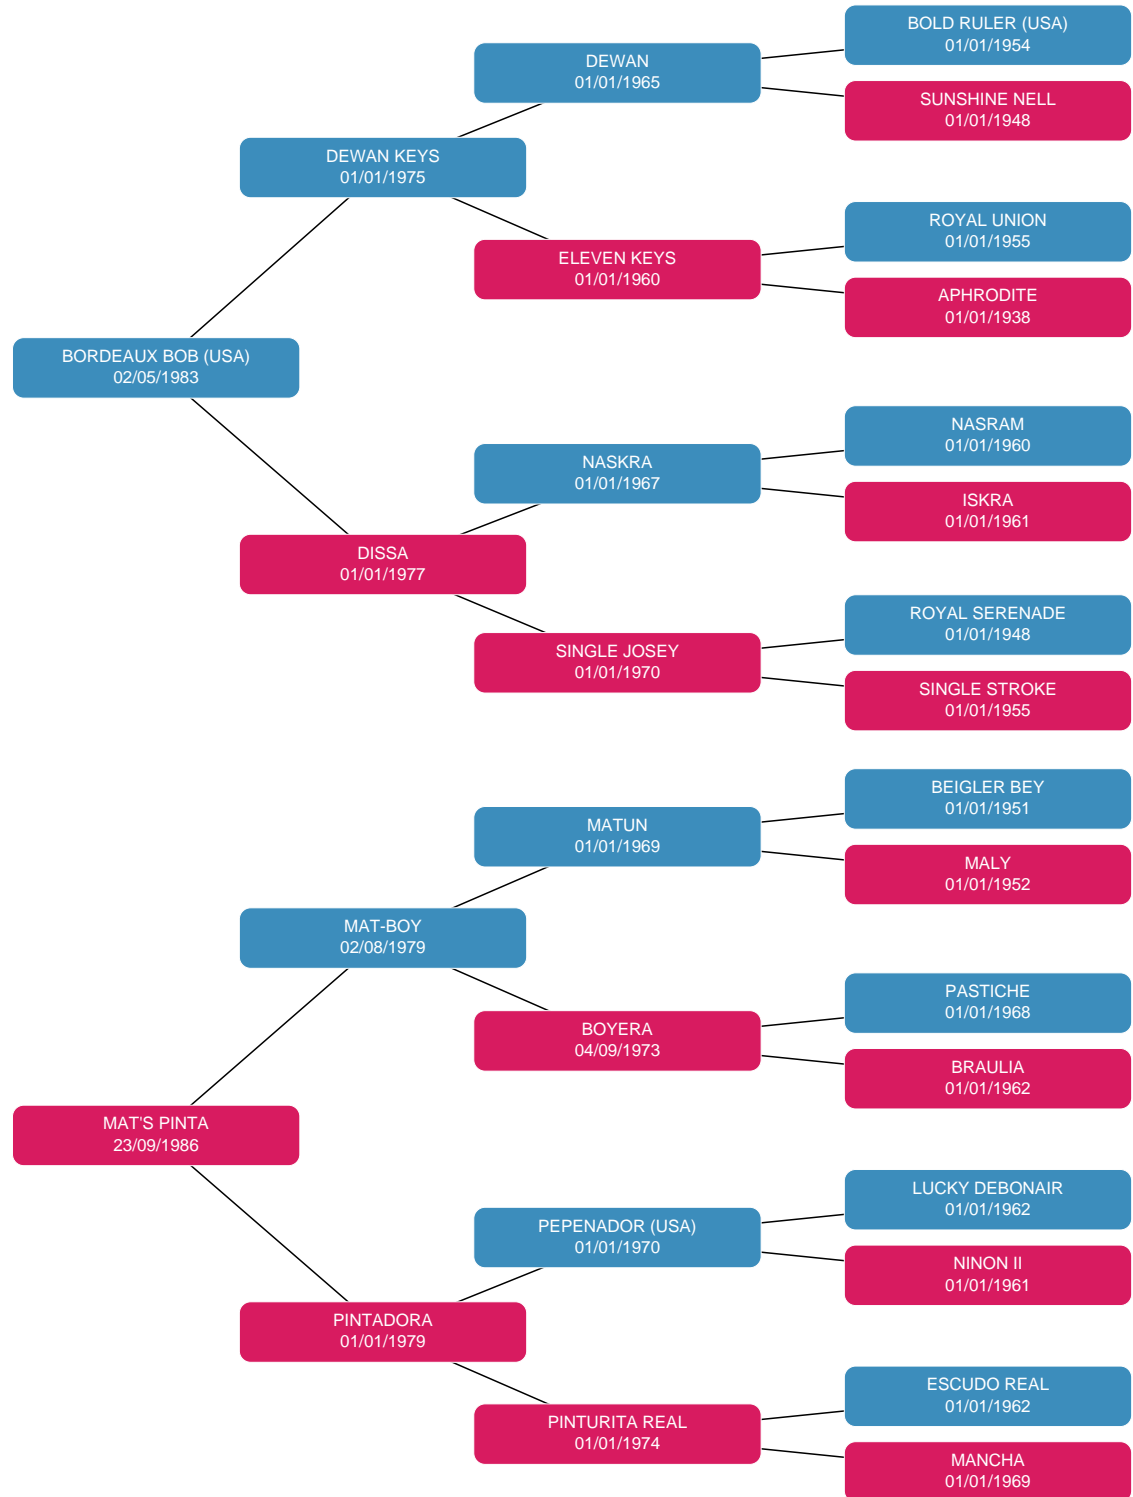 BOLD RULER (USA)
01/01/1954
DEWAN
01/01/1965
SUNSHINE NELL
01/01/1948
DEWAN KEYS
01/01/1975
ROYAL UNION
01/01/1955
ELEVEN KEYS
01/01/1960
APHRODITE
01/01/1938
BORDEAUX BOB (USA)
02/05/1983
NASRAM
01/01/1960
NASKRA
01/01/1967
ISKRA
01/01/1961
DISSA
01/01/1977
ROYAL SERENADE
01/01/1948
SINGLE JOSEY
01/01/1970
SINGLE STROKE
01/01/1955
BEIGLER BEY
01/01/1951
MATUN
01/01/1969
MALY
01/01/1952
MAT-BOY
02/08/1979
PASTICHE
01/01/1968
BOYERA
04/09/1973
BRAULIA
01/01/1962
MAT'S PINTA
23/09/1986
LUCKY DEBONAIR
01/01/1962
PEPENADOR (USA)
01/01/1970
NINON II
01/01/1961
PINTADORA
01/01/1979
ESCUDO REAL
01/01/1962
PINTURITA REAL
01/01/1974
MANCHA
01/01/1969